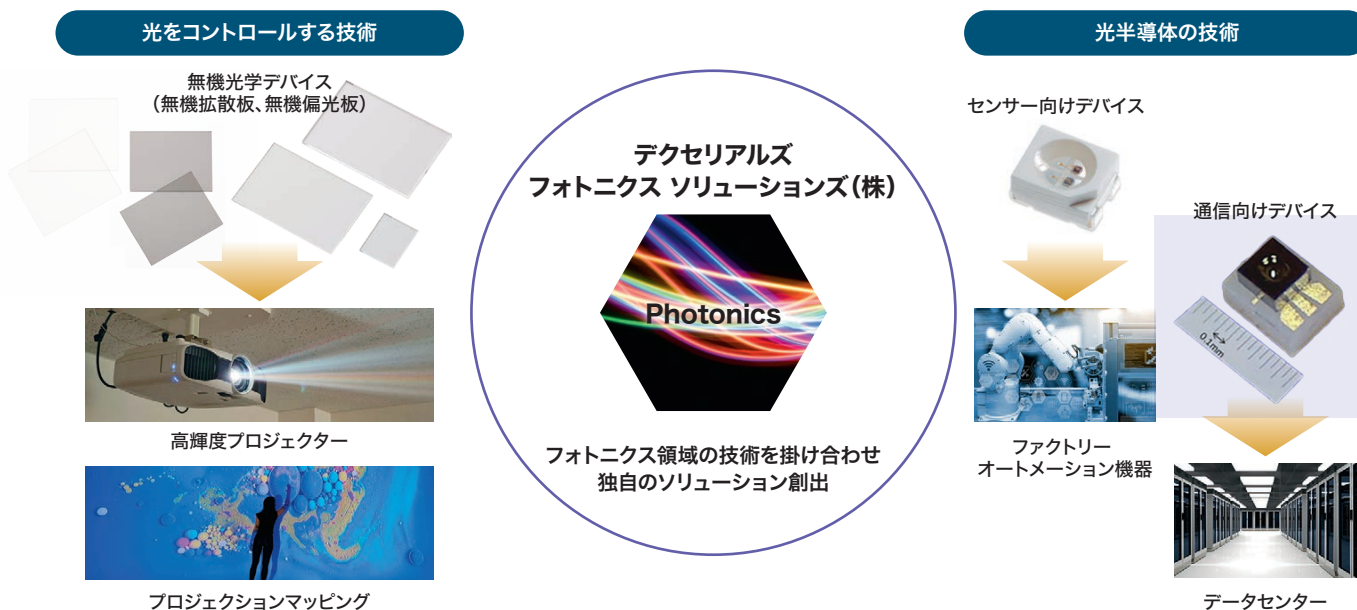 光をコントロールする技術
無機光学デバイス
(無機拡散板、無機偏光板)
高輝度プロジェクター
プロジェクションマッピング
デクセリアルズ
フォトニクス ソリューションズ(株)
Photonics
フォトニクス領域の技術を掛け合わせ
独自のソリューション創出
光半導体の技術
センサー向けデバイス
通信向けデバイス
0.1mm
ファクトリー
オートメーション機器
データセンター